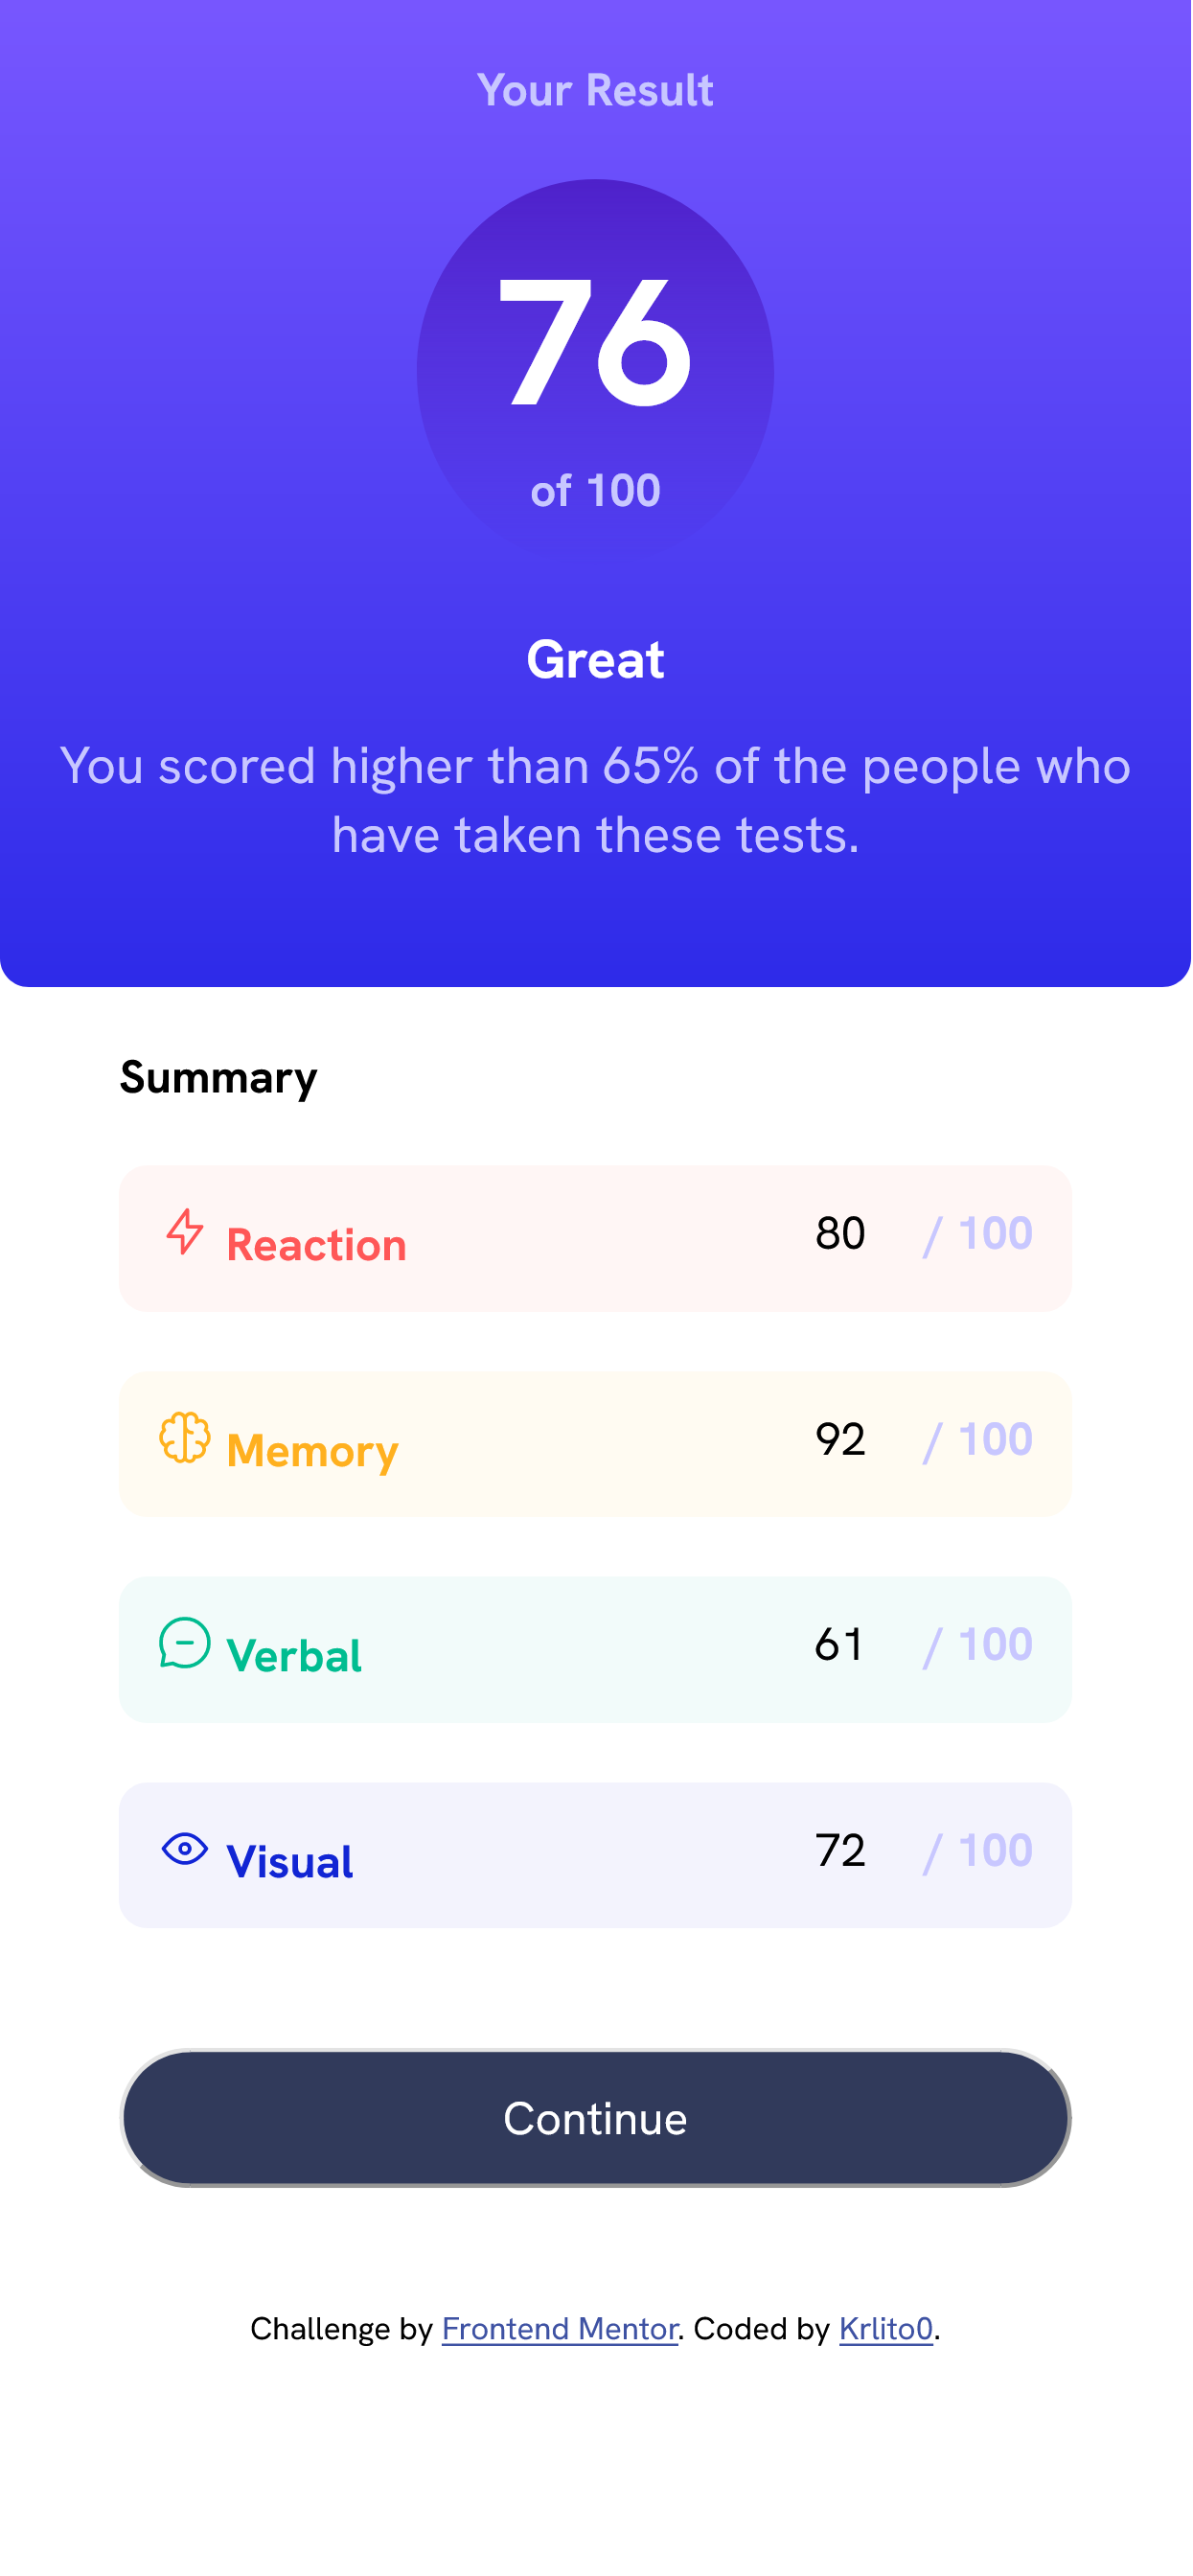 Your Result
76
of 100
Great
You scored higher than 65% of the people who
have taken these tests.
Summary
Reaction 80 / 100
Memory 92 / 100
Verbal 61 / 100
Visual 72 / 100
Continue
Challenge by Frontend Mentor. Coded by Krlito0.